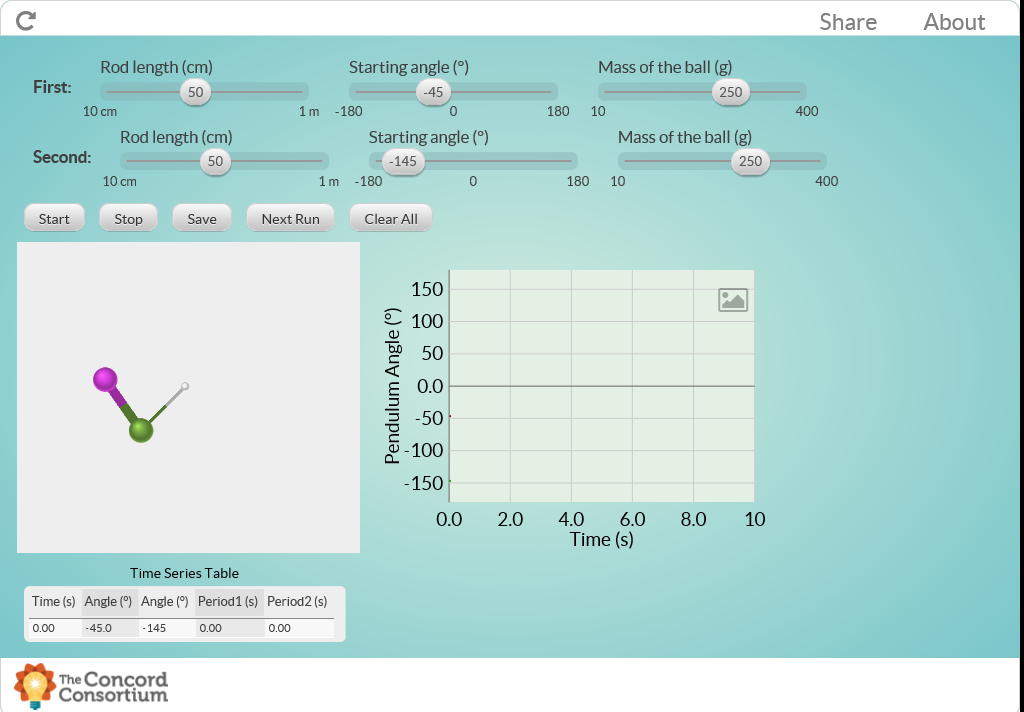 Share About
Rod length (cm) Starting angle (°) Mass of the ball (g)
First: 50 -45 250
10 cm 1 m -180 0 180 10 400
Rod length (cm) Starting angle (°) Mass of the ball (g)
Second: 50 -145 250
10 cm 1 m -180 0 180 10 400
Start Stop Save Next Run Clear All
Pendulum Angle (°)
150
100
50
0.0
-50
-100
-150
0.0 2.0 4.0 6.0 8.0 10
Time (s)
Time Series Table
Time (s) Angle (°) Angle (°) Period1 (s) Period2 (s)
0.00 -45.0 -145 0.00 0.00
The Concord
Consortium